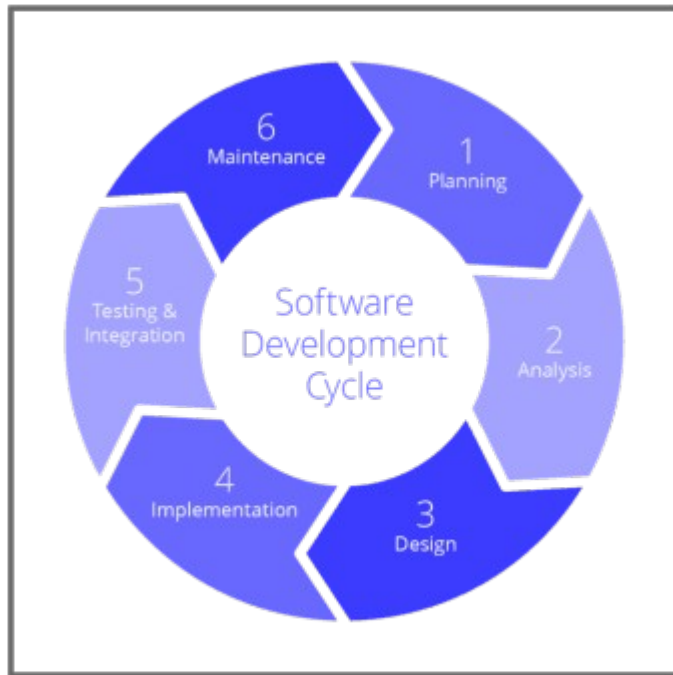 Software
Development
Cycle
1
Planning
2
Analysis
3
Design
4
Implementation
5
Testing &
Integration
6
Maintenance